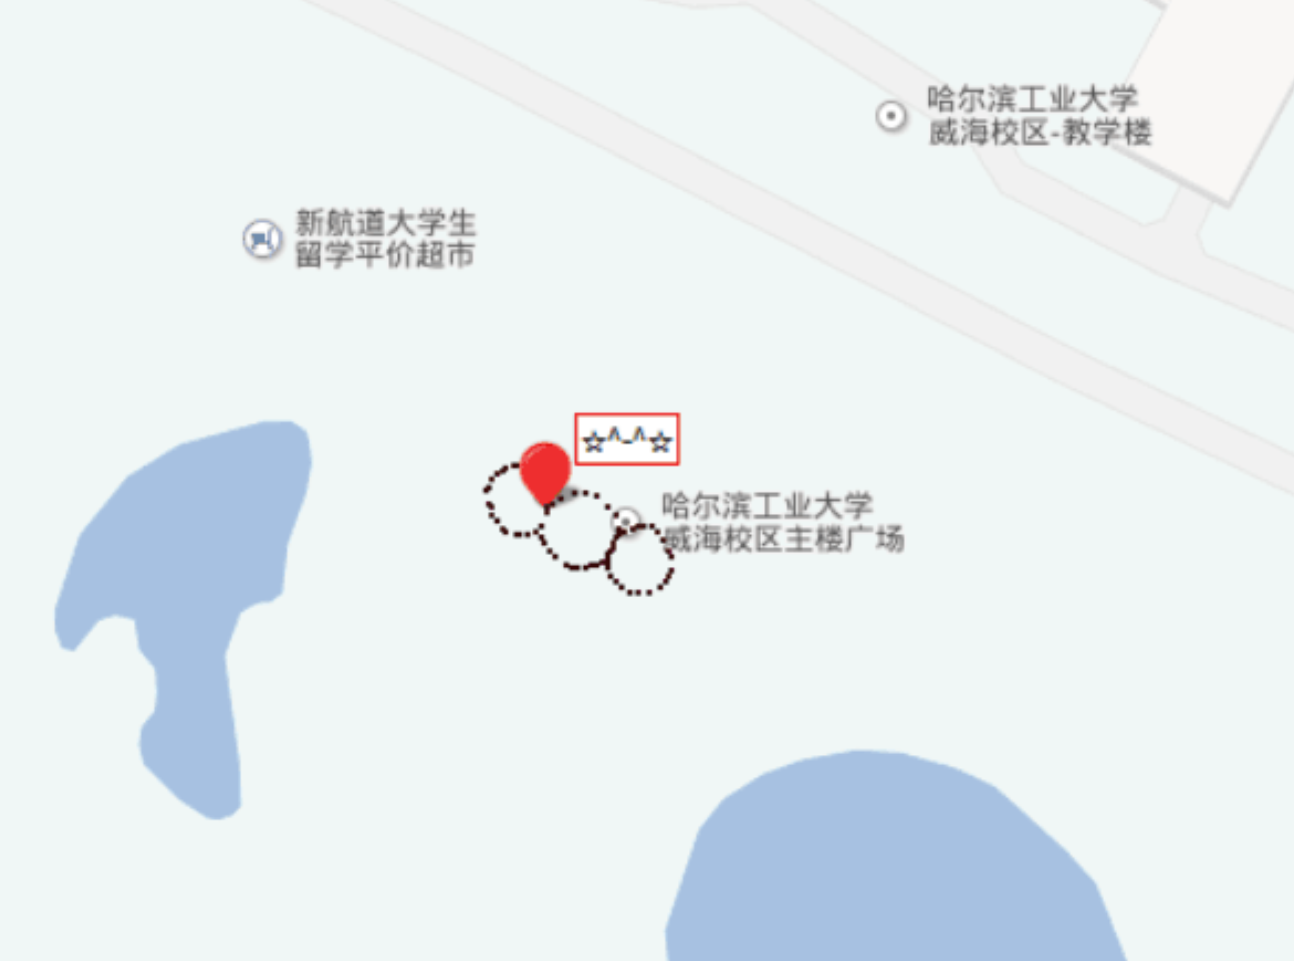 哈尔滨工业大学
威海校区-教学楼
新航道大学生
留学平价超市
☆^-^☆
哈尔滨工业大学
威海校区主楼广场